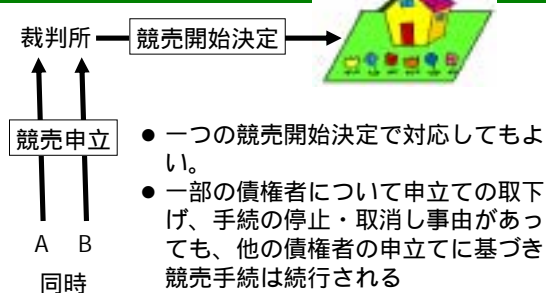 裁判所
競売開始決定
競売申立
A B
同時
● 一つの競売開始決定で対応してもよ
い。
● 一部の債権者について申立ての取下
げ、手続の停止・取消し事由があっ
ても、他の債権者の申立てに基づき
競売手続は続行される